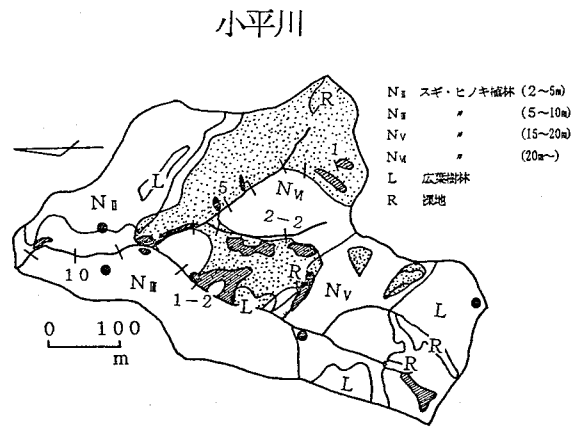 小平川
NⅡ スギ・ヒノキ植林 (2~5m)
NⅢ 〃 (5~10m)
NⅤ 〃 (15~20m)
NⅥ 〃 (20m~)
L 広葉樹林
R 裸地
R
1
L
5
NⅥ
NⅡ
2-2
10
NⅢ
1-2
R
L
NⅤ
L
R
R
L
0 100
m